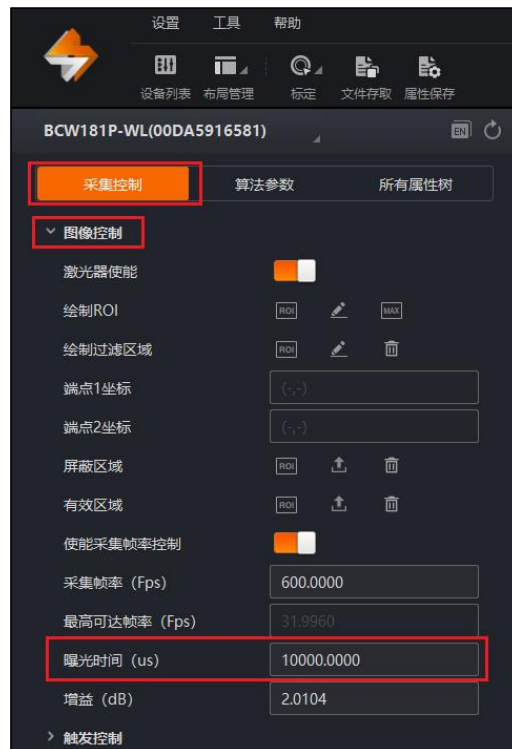 设置 工具 帮助
设备列表 布局管理 标定 文件存取 属性保存
BCW181P-WL(00DA5916581) EN
采集控制 算法参数 所有属性树
图像控制
激光器使能
绘制ROI ROI MAX
绘制过滤区域 ROI
端点1坐标 (-,-)
端点2坐标 (-,-)
屏蔽区域 ROI
有效区域 ROI
使能采集帧率控制
采集帧率（Fps） 600.0000
最高可达帧率（Fps） 31.9960
曝光时间（us） 10000.0000
增益（dB） 2.0104
触发控制